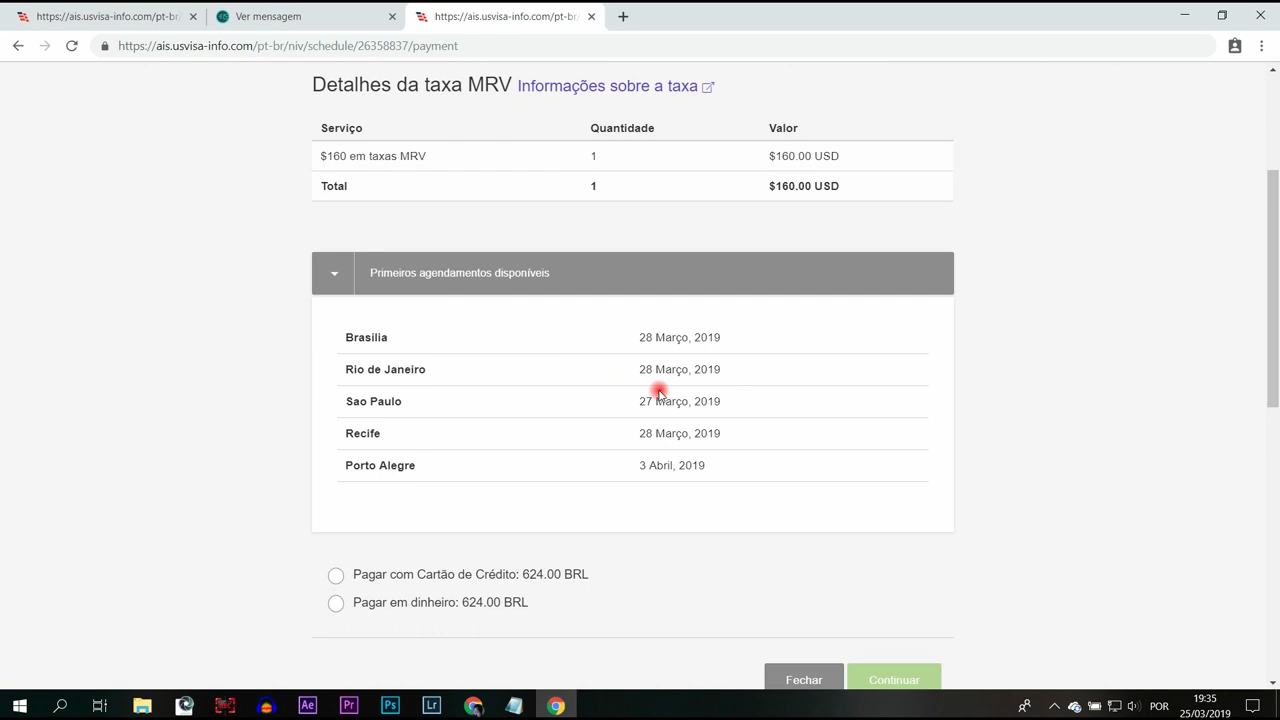 https://ais.usvisa-info.com/pt-br/
Ver mensagem
https://ais.usvisa-info.com/pt-br/
https://ais.usvisa-info.com/pt-br/niv/schedule/26358837/payment
Detalhes da taxa MRV Informações sobre a taxa
Serviço Quantidade Valor
$160 em taxas MRV 1 $160.00 USD
Total 1 $160.00 USD
Primeiros agendamentos disponíveis
Brasilia 28 Março, 2019
Rio de Janeiro 28 Março, 2019
Sao Paulo 27 Março, 2019
Recife 28 Março, 2019
Porto Alegre 3 Abril, 2019
Pagar com Cartão de Crédito: 624.00 BRL
Pagar em dinheiro: 624.00 BRL
Fechar Continuar
Ae Pr Ps Lr POR 19:35
25/03/2019